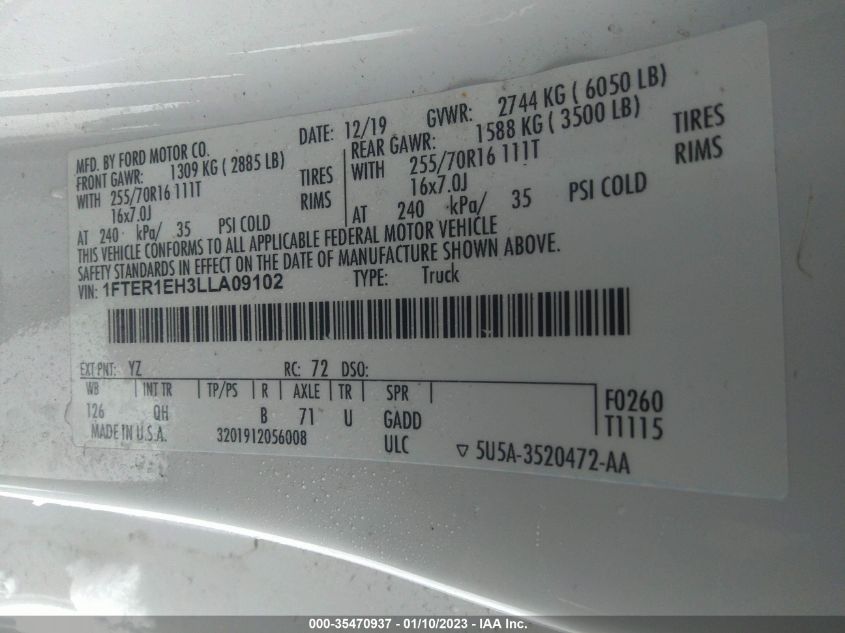 MFD. BY FORD MOTOR CO. DATE: 12/19 GVWR: 2744 KG ( 6050 LB)
FRONT GAWR: 1309 KG ( 2885 LB) REAR GAWR: 1588 KG ( 3500 LB)
WITH 255/70R16 111T TIRES WITH 255/70R16 111T TIRES
16x7.0J RIMS 16x7.0J RIMS
AT 240 kPa/ 35 PSI COLD AT 240 kPa/ 35 PSI COLD
THIS VEHICLE CONFORMS TO ALL APPLICABLE FEDERAL MOTOR VEHICLE
SAFETY STANDARDS IN EFFECT ON THE DATE OF MANUFACTURE SHOWN ABOVE.
VIN: 1FTER1EH3LLA09102 TYPE: Truck
EXT PNT: YZ RC: 72 DSO:
WB INT TR TP/PS R AXLE TR SPR
126 QH B 71 U GADD F0260
MADE IN U.S.A. 3201912056008 ULC T1115
▽ 5U5A-3520472-AA
000-35470937 - 01/10/2023 - IAA Inc.